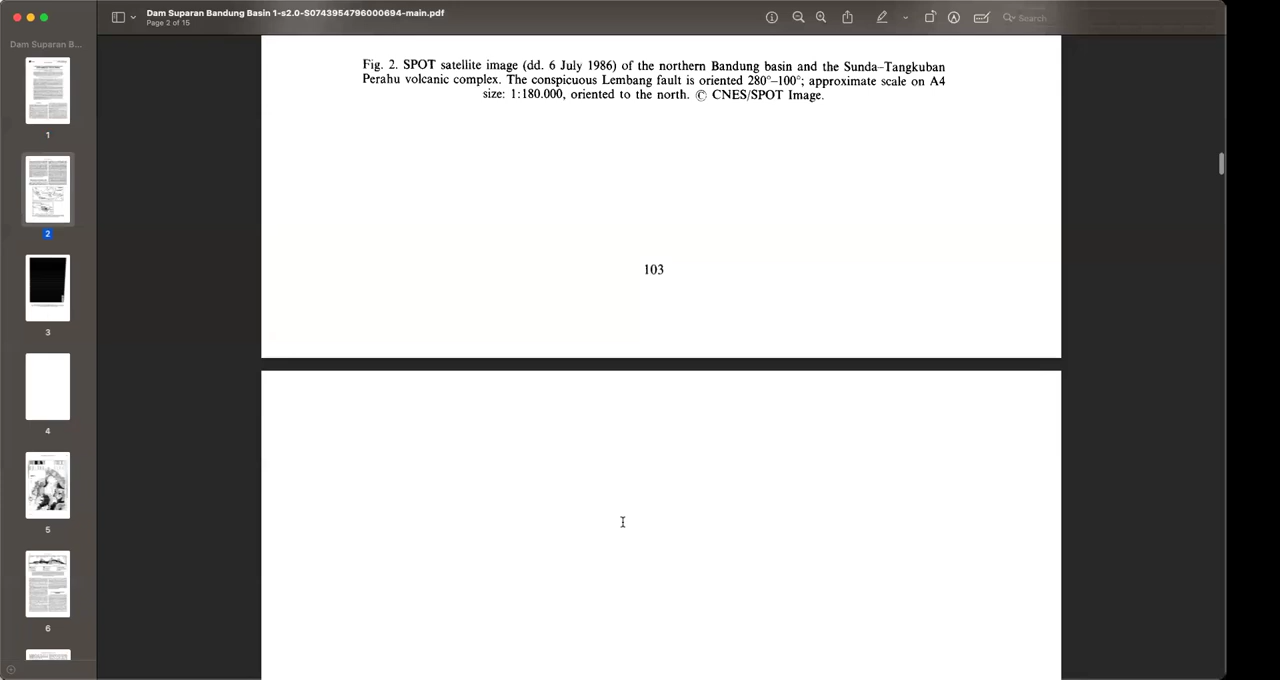 Dam Suparan Bandung Basin 1-s2.0-S0743954796000694-main.pdf
Page 2 of 15
Search
Dam Suparan B...
1
2
3
4
5
6
Fig. 2. SPOT satellite image (dd. 6 July 1986) of the northern Bandung basin and the Sunda–Tangkuban
Perahu volcanic complex. The conspicuous Lembang fault is oriented 280°–100°; approximate scale on A4
size: 1:180.000, oriented to the north. © CNES/SPOT Image.
103